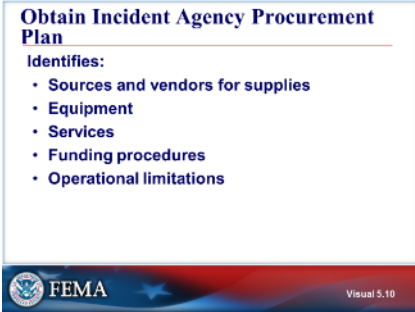 Obtain Incident Agency Procurement
Plan
Identifies:
• Sources and vendors for supplies
• Equipment
• Services
• Funding procedures
• Operational limitations
FEMA
Visual 5.10